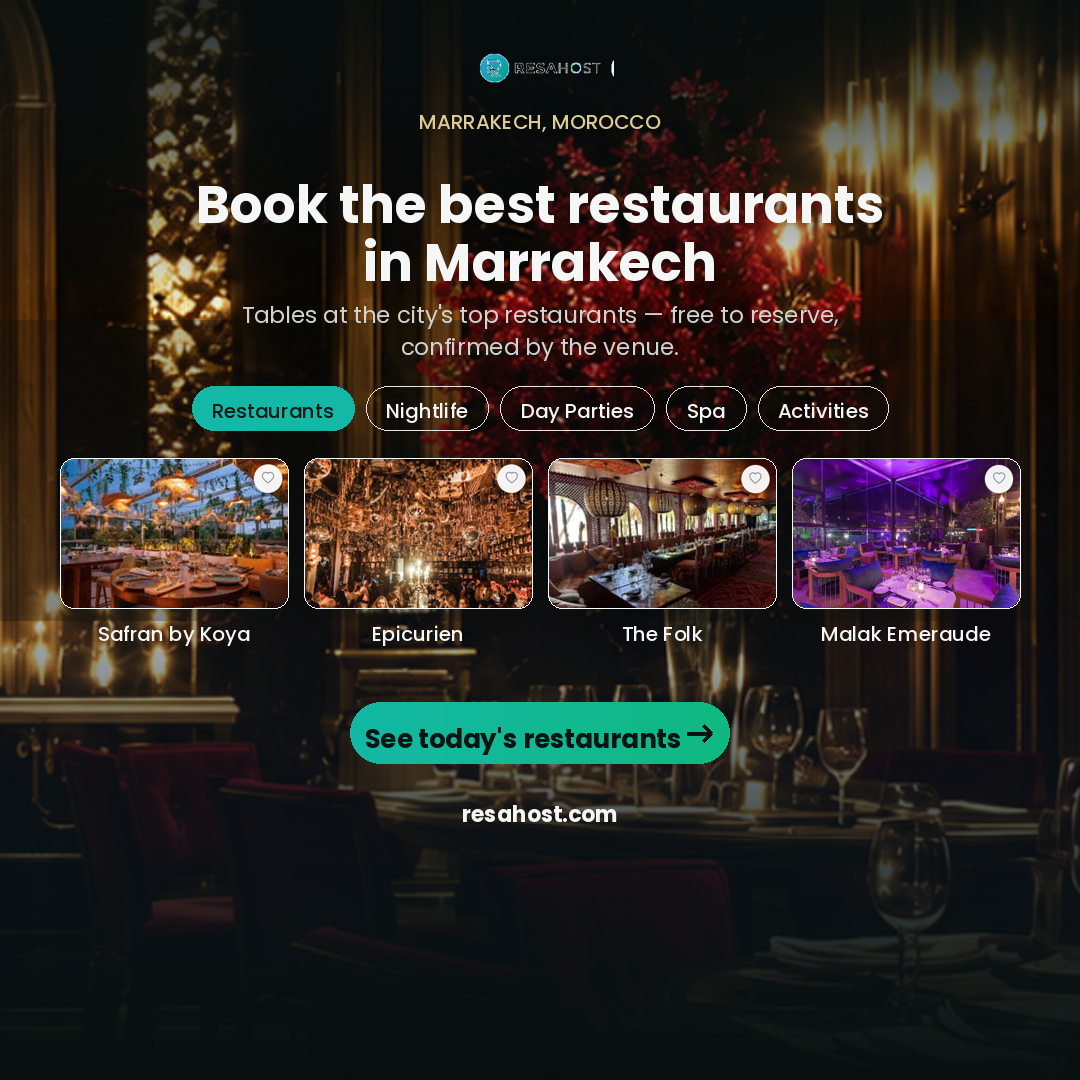 RESAHOST
MARRAKECH, MOROCCO
Book the best restaurants
in Marrakech
Tables at the city's top restaurants — free to reserve,
confirmed by the venue.
Restaurants Nightlife Day Parties Spa Activities
Safran by Koya Epicurien The Folk Malak Emeraude
See today's restaurants →
resahost.com